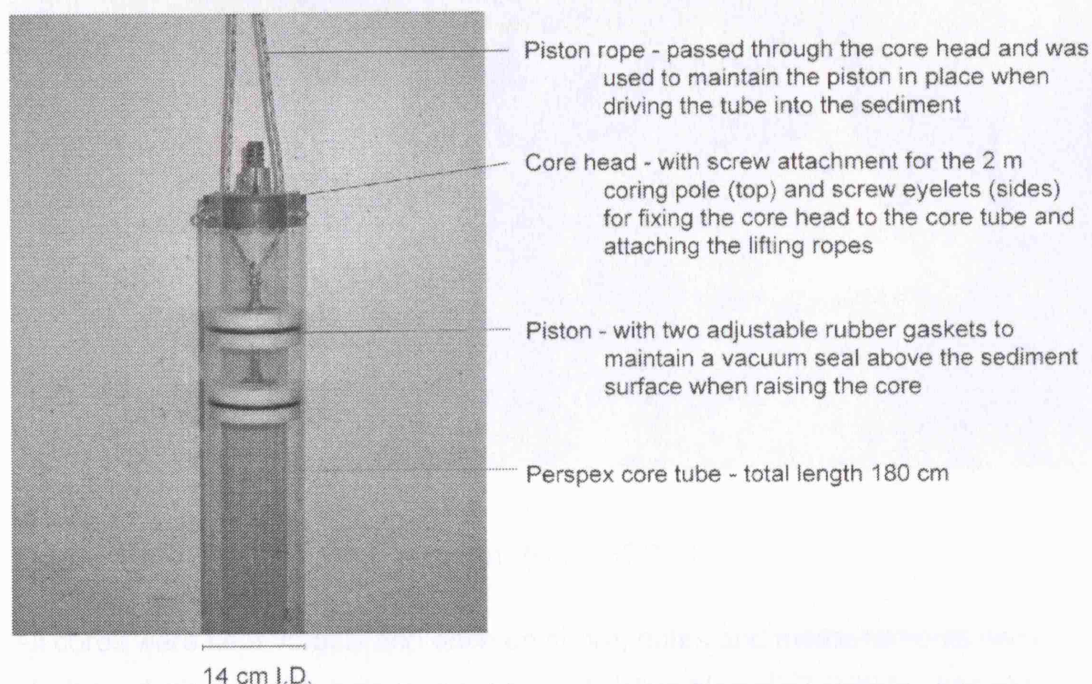 Piston rope - passed through the core head and was
used to maintain the piston in place when
driving the tube into the sediment
Core head - with screw attachment for the 2 m
coring pole (top) and screw eyelets (sides)
for fixing the core head to the core tube and
attaching the lifting ropes
Piston - with two adjustable rubber gaskets to
maintain a vacuum seal above the sediment
surface when raising the core
Perspex core tube - total length 180 cm
14 cm I.D.